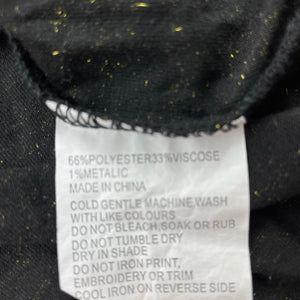 66%POLYESTER33%VISCOSE
1%METALIC
MADE IN CHINA
COLD GENTLE MACHINE WASH
WITH LIKE COLOURS
DO NOT BLEACH,SOAK OR RUB
DO NOT TUMBLE DRY
DRY IN SHADE
DO NOT IRON PRINT,
EMBROIDERY OR TRIM
COOL IRON ON REVERSE SIDE